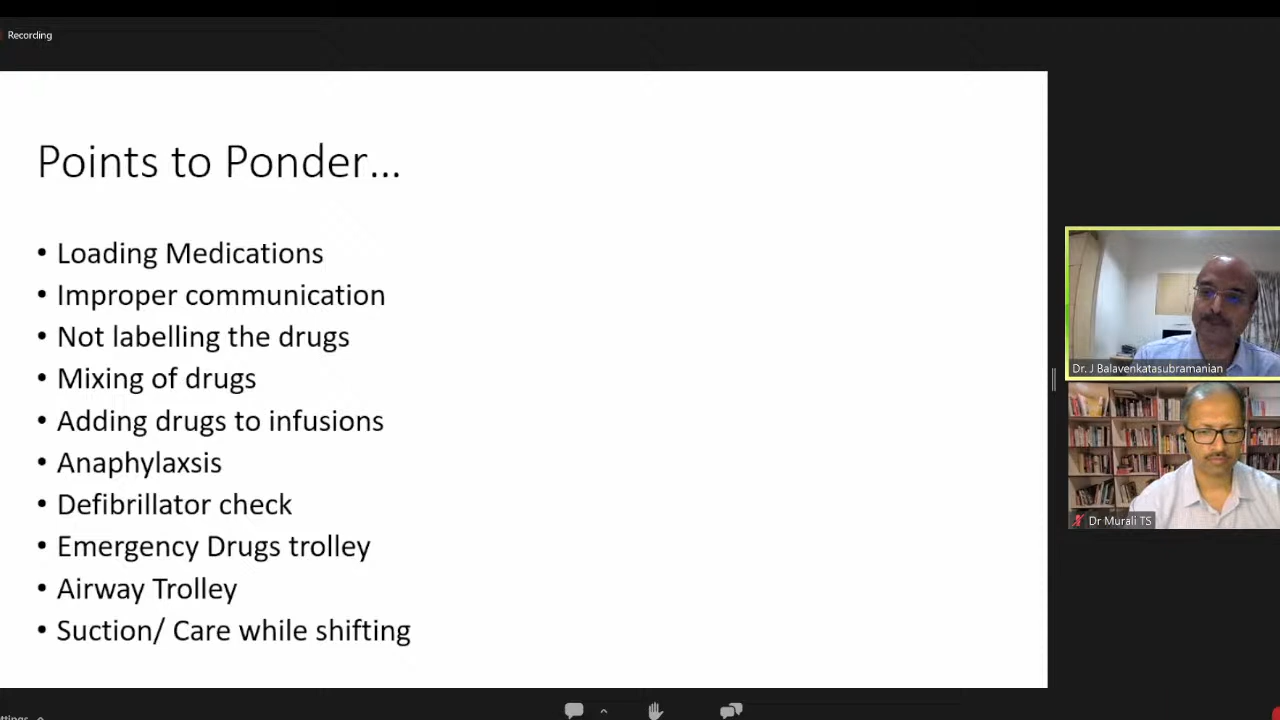 Recording
Points to Ponder...
• Loading Medications
• Improper communication
• Not labelling the drugs
• Mixing of drugs
• Adding drugs to infusions
• Anaphylaxsis
• Defibrillator check
• Emergency Drugs trolley
• Airway Trolley
• Suction/ Care while shifting
Dr. J Balavenkatasubramanian
Dr Murali TS